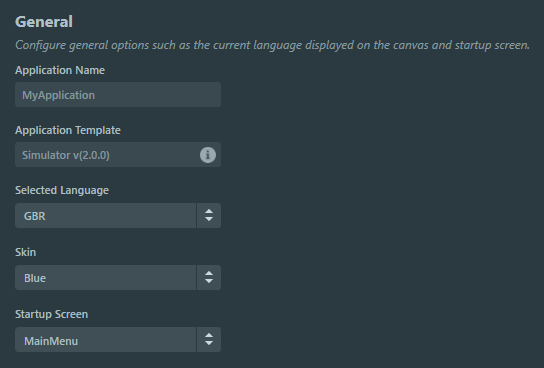 General
Configure general options such as the current language displayed on the canvas and startup screen.
Application Name
MyApplication
Application Template
Simulator v(2.0.0)
Selected Language
GBR
Skin
Blue
Startup Screen
MainMenu